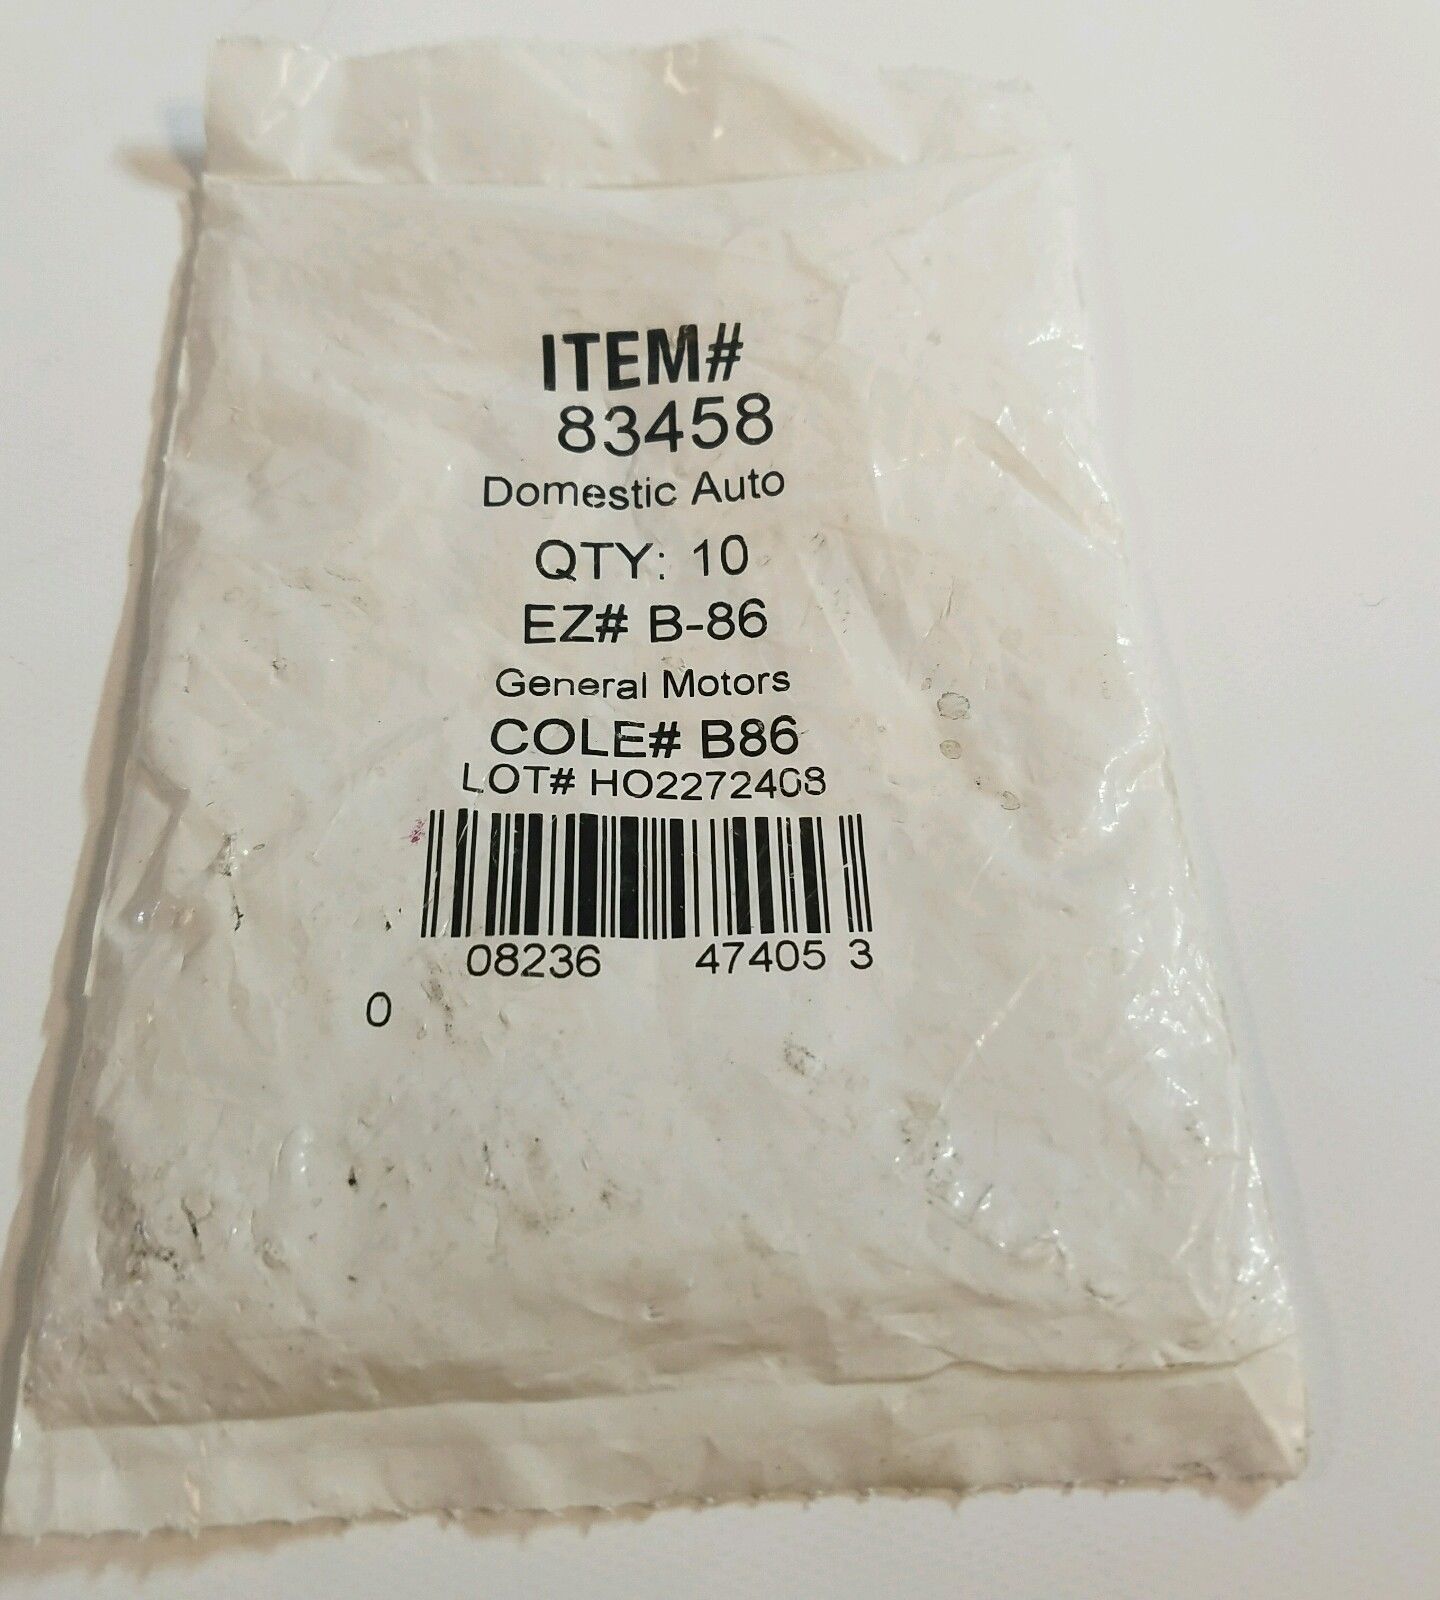 ITEM#
83458
Domestic Auto
QTY: 10
EZ# B-86
General Motors
COLE# B86
LOT# HO2272408
08236 47405 3
0